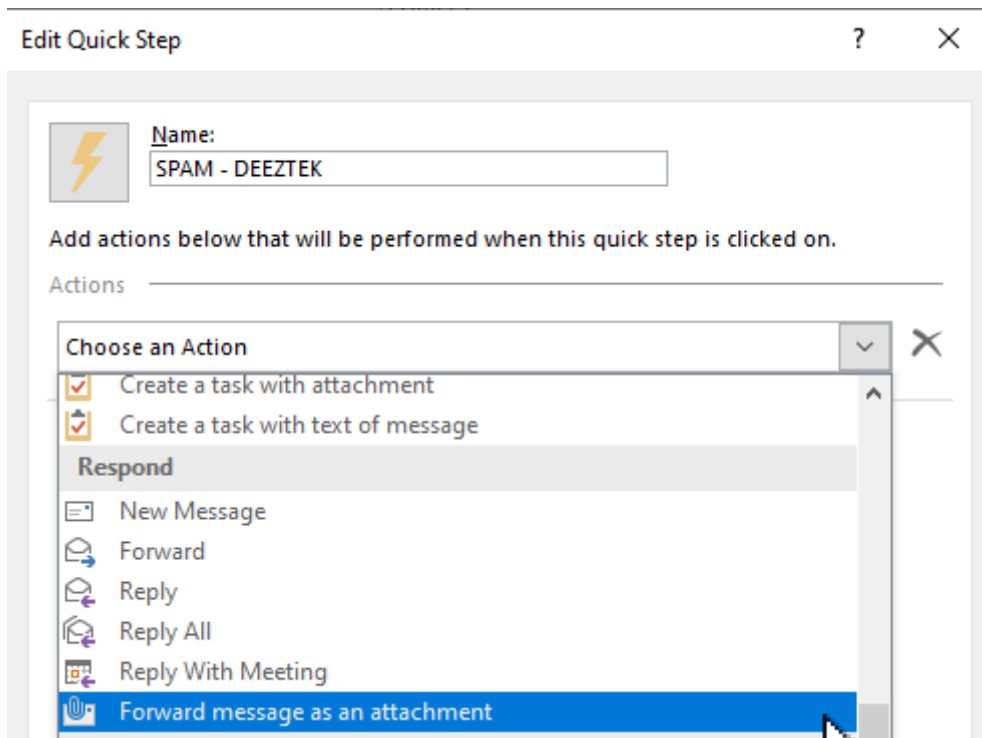 Edit Quick Step
?
Name:
SPAM - DEEZTEK
Add actions below that will be performed when this quick step is clicked on.
Actions
Choose an Action
Create a task with attachment
Create a task with text of message
Respond
New Message
Forward
Reply
Reply All
Reply With Meeting
Forward message as an attachment